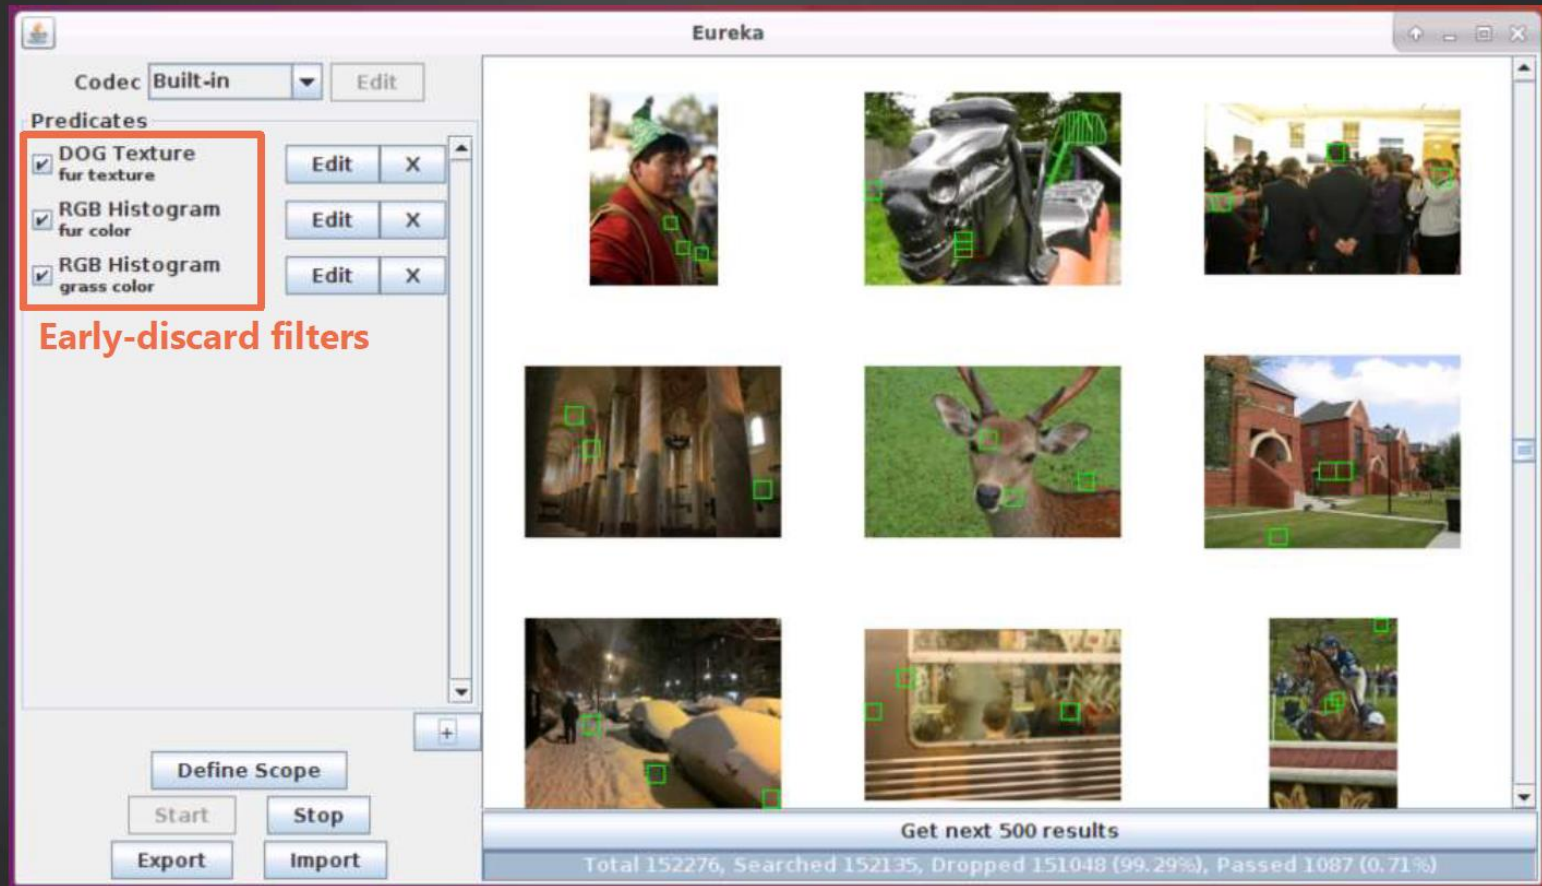 Eureka
Codec Built-in Edit
Predicates
DOG Texture
fur texture
Edit X
RGB Histogram
fur color
Edit X
RGB Histogram
grass color
Edit X
Early-discard filters
+
Define Scope
Start Stop
Export Import
Get next 500 results
Total 152276, Searched 152135, Dropped 151048 (99.29%), Passed 1087 (0.71%)